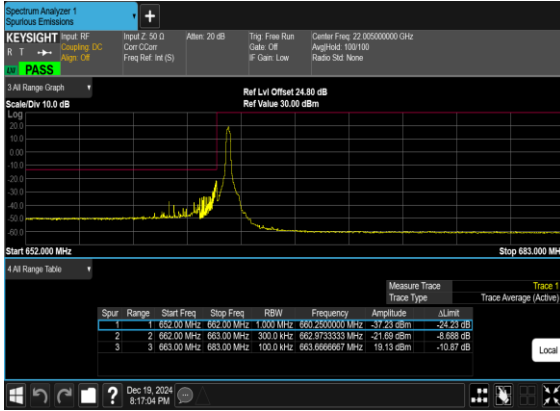 Spectrum Analyzer 1
Spurious Emissions
+
KEYSIGHT
R T
PASS
Input: RF
Coupling: DC
Align: Off
Input Z: 50 Ω
Corr CCorr
Freq Ref: Int (S)
Atten: 20 dB
Trig: Free Run
Gate: Off
IF Gain: Low
Center Freq: 22.005000000 GHz
Avg|Hold: 100/100
Radio Std: None
3 All Range Graph
Scale/Div 10.0 dB
Ref Lvl Offset 24.80 dB
Ref Value 30.00 dBm
Log
20.0
10.0
0.00
-10.0
-20.0
-30.0
-40.0
-50.0
-60.0
Start 652.000 MHz
Stop 683.000 MH
4 All Range Table
Measure Trace Trace 1
Trace Type Trace Average (Active)
Spur Range Start Freq Stop Freq RBW Frequency Amplitude ΔLimit
1 1 652.00 MHz 662.00 MHz 1.000 MHz 660.2500000 MHz -37.23 dBm -24.23 dB
2 2 662.00 MHz 663.00 MHz 300.0 kHz 662.9733333 MHz -21.69 dBm -8.688 dB
3 3 663.00 MHz 683.00 MHz 100.0 kHz 663.6666667 MHz 19.13 dBm -10.87 dB
Local
?
Dec 19, 2024
8:17:04 PM